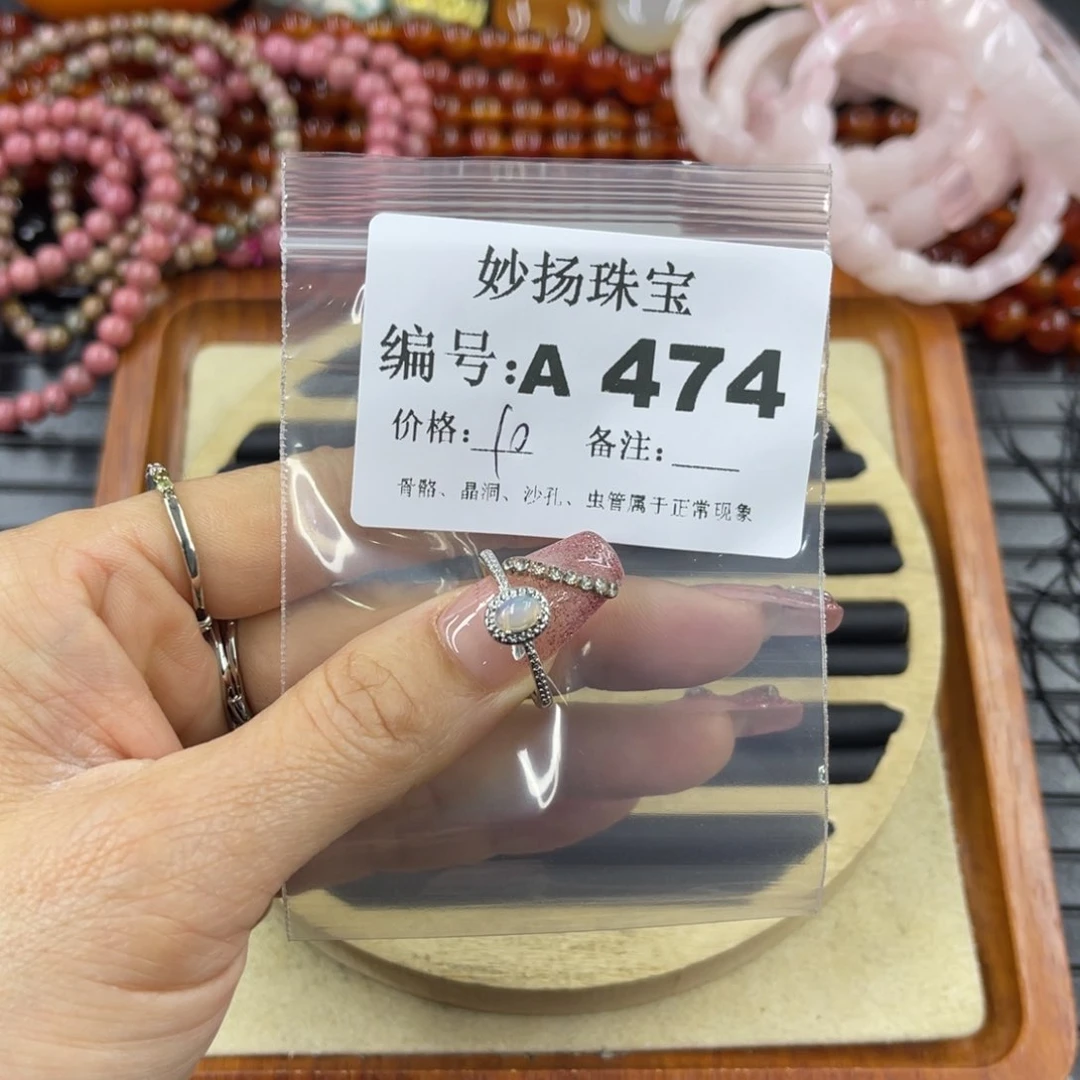 妙扬珠宝
编号:A 474
价格: 备注:
骨骼、晶洞、沙孔、虫管属于正常现象